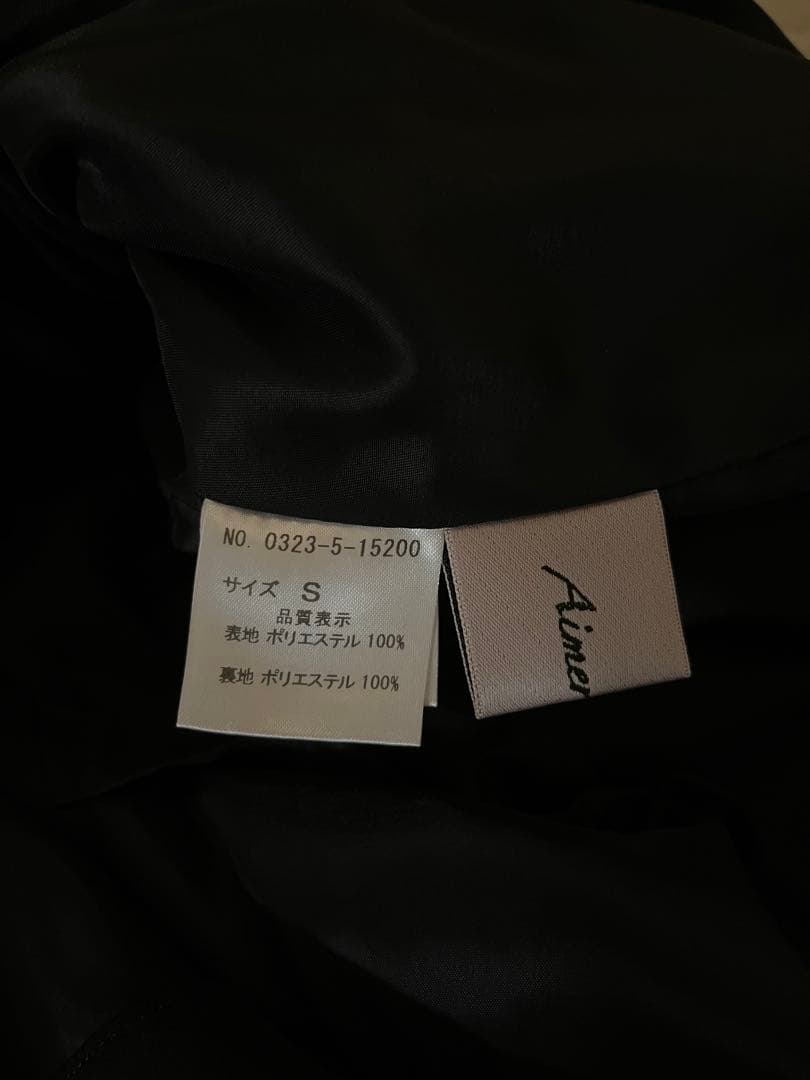 NO. 0323-5-15200
サイズ S
品質表示
表地 ポリエステル 100%
裏地 ポリエステル 100%
Aimer